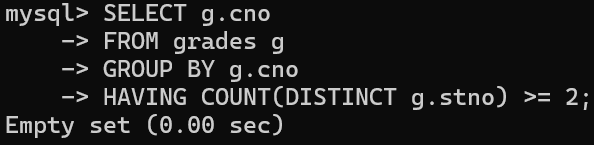 mysql> SELECT g.cno
    -> FROM grades g
    -> GROUP BY g.cno
    -> HAVING COUNT(DISTINCT g.stno) >= 2;
Empty set (0.00 sec)